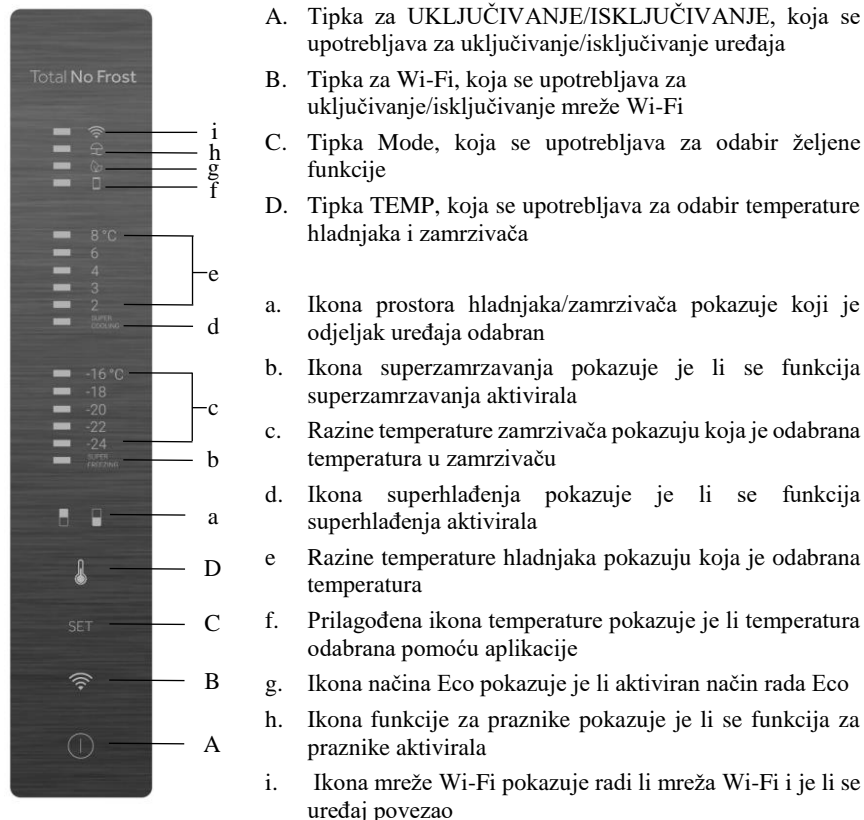 Total No Frost
i
h
g
f
8 °C
6
4
3
2
e
SUPER
COOLING
d
-16 °C
-18
-20
-22
-24
c
SUPER
FREEZING
b
a
D
SET
C
B
A
A. Tipka za UKLJUČIVANJE/ISKLJUČIVANJE, koja se
upotrebljava za uključivanje/isključivanje uređaja
B. Tipka za Wi-Fi, koja se upotrebljava za
uključivanje/isključivanje mreže Wi-Fi
C. Tipka Mode, koja se upotrebljava za odabir željene
funkcije
D. Tipka TEMP, koja se upotrebljava za odabir temperature
hladnjaka i zamrzivača
a. Ikona prostora hladnjaka/zamrzivača pokazuje koji je
odjeljak uređaja odabran
b. Ikona superzamrzavanja pokazuje je li se funkcija
superzamrzavanja aktivirala
c. Razine temperature zamrzivača pokazuju koja je odabrana
temperatura u zamrzivaču
d. Ikona superhlađenja pokazuje je li se funkcija
superhlađenja aktivirala
e Razine temperature hladnjaka pokazuju koja je odabrana
temperatura
f. Prilagođena ikona temperature pokazuje je li temperatura
odabrana pomoću aplikacije
g. Ikona načina Eco pokazuje je li aktiviran način rada Eco
h. Ikona funkcije za praznike pokazuje je li se funkcija za
praznike aktivirala
i. Ikona mreže Wi-Fi pokazuje radi li mreža Wi-Fi i je li se
uređaj povezao